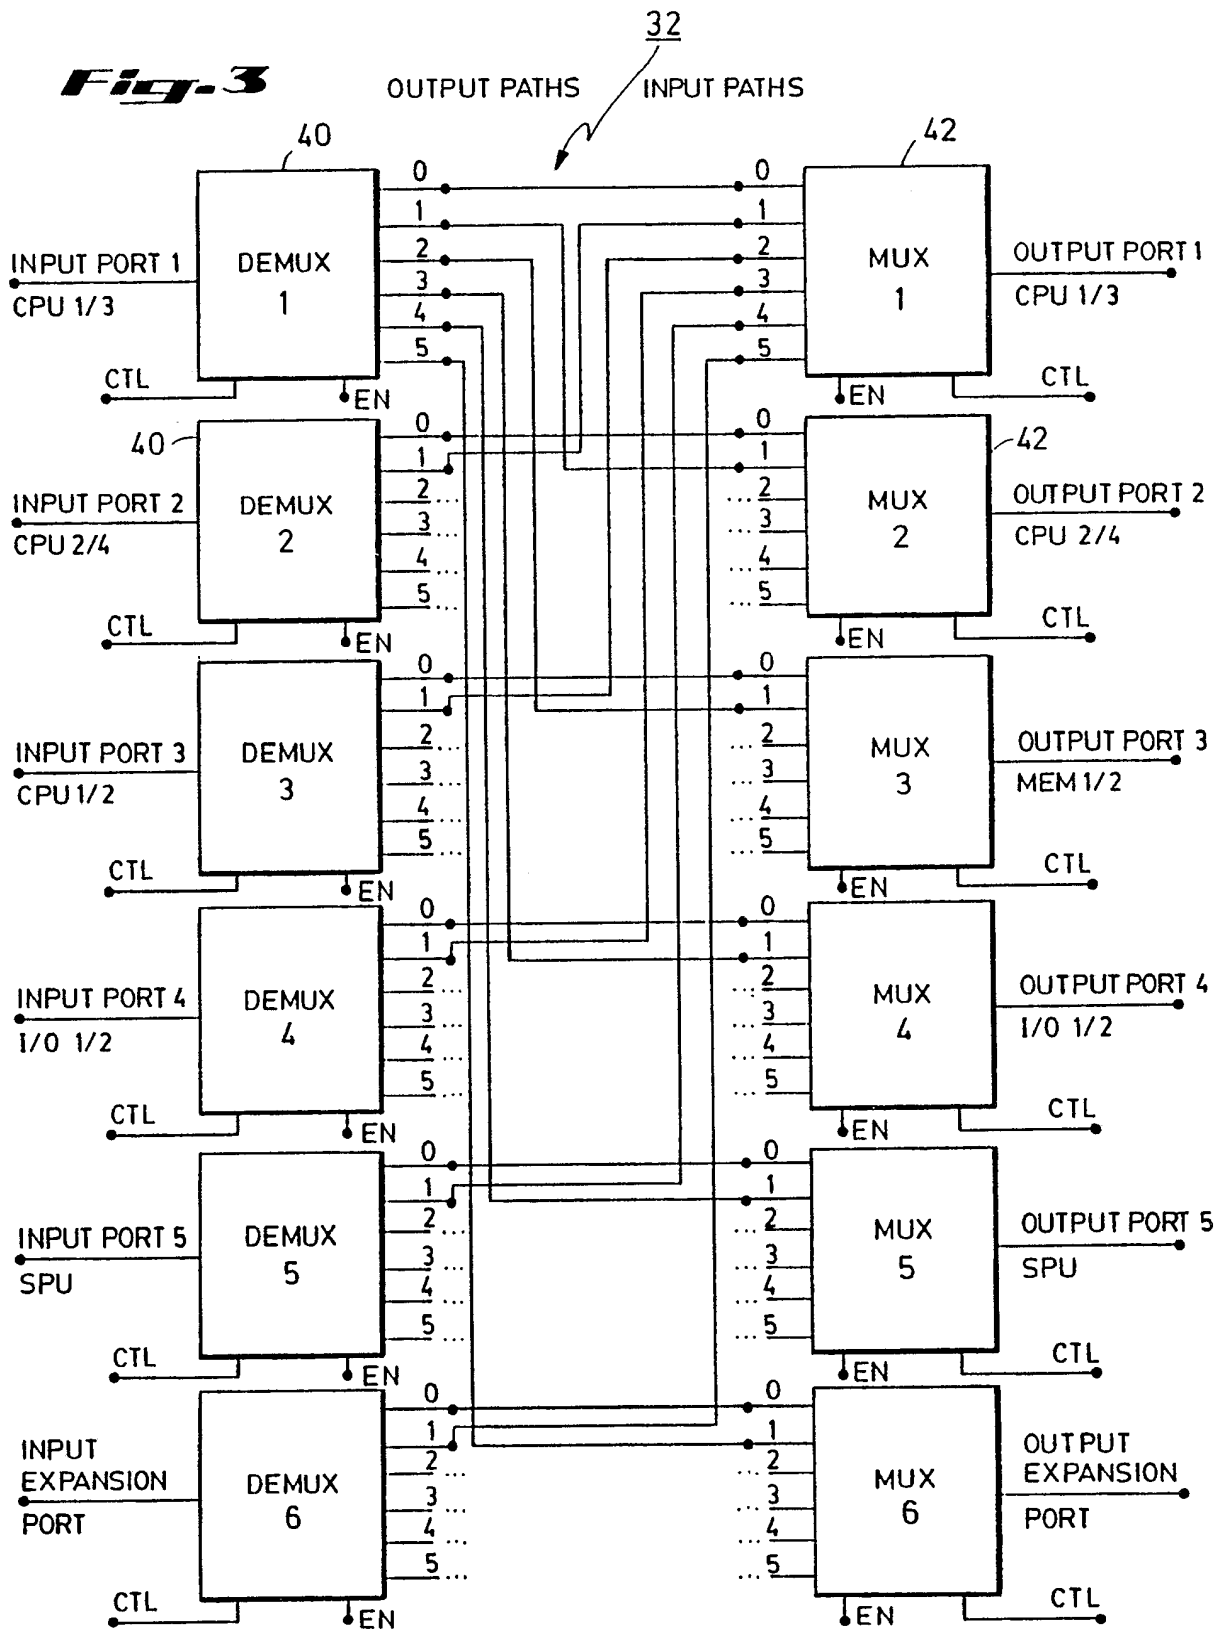 32
Fig. 3
OUTPUT PATHS INPUT PATHS
40
42
INPUT PORT 1
CPU 1/3
DEMUX
1
CTL
EN
0
1
2
3
4
5
0
1
2
3
4
5
MUX
1
EN
CTL
OUTPUT PORT 1
CPU 1/3
40
INPUT PORT 2
CPU 2/4
DEMUX
2
CTL
EN
0
1
2...
3...
4...
5...
0
1
...2
...3
...4
...5
MUX
2
42
EN
CTL
OUTPUT PORT 2
CPU 2/4
INPUT PORT 3
CPU 1/2
DEMUX
3
CTL
EN
0
1
2...
3...
4...
5...
0
1
...2
...3
...4
...5
MUX
3
EN
CTL
OUTPUT PORT 3
MEM 1/2
INPUT PORT 4
I/O 1/2
DEMUX
4
CTL
EN
0
1
2...
3...
4...
5...
0
1
...2
...3
...4
...5
MUX
4
EN
CTL
OUTPUT PORT 4
I/O 1/2
INPUT PORT 5
SPU
DEMUX
5
CTL
EN
0
1
2...
3...
4...
5...
0
1
...2
...3
...4
...5
MUX
5
EN
CTL
OUTPUT PORT 5
SPU
INPUT
EXPANSION
PORT
DEMUX
6
CTL
EN
0
1
2...
3...
4...
5...
0
1
...2
...3
...4
...5
MUX
6
EN
CTL
OUTPUT
EXPANSION
PORT